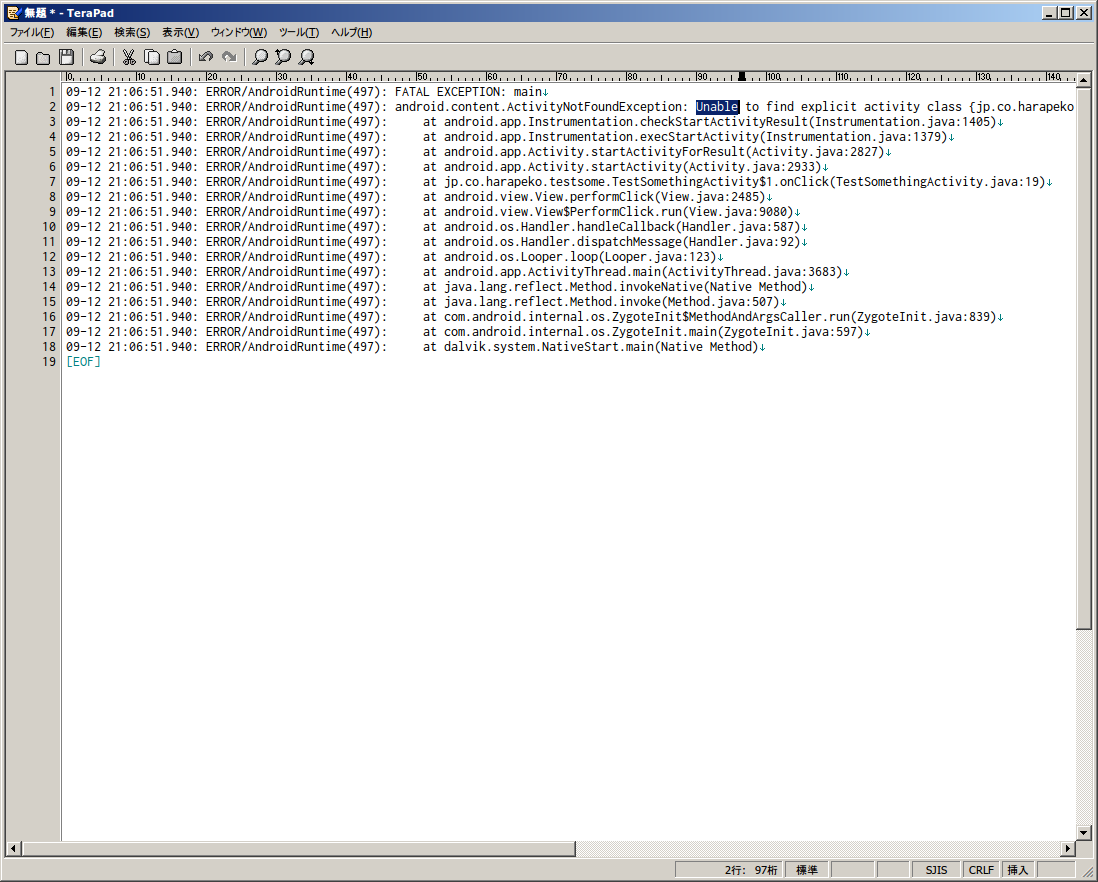 無題 * - TeraPad
ファイル(F) 編集(E) 検索(S) 表示(V) ウィンドウ(W) ツール(T) ヘルプ(H)
0 10 20 30 40 50 60 70 80 90 100 110 120 130 140
1 09-12 21:06:51.940: ERROR/AndroidRuntime(497): FATAL EXCEPTION: main↓
2 09-12 21:06:51.940: ERROR/AndroidRuntime(497): android.content.ActivityNotFoundException: Unable to find explicit activity class {jp.co.harapeko
3 09-12 21:06:51.940: ERROR/AndroidRuntime(497):     at android.app.Instrumentation.checkStartActivityResult(Instrumentation.java:1405)↓
4 09-12 21:06:51.940: ERROR/AndroidRuntime(497):     at android.app.Instrumentation.execStartActivity(Instrumentation.java:1379)↓
5 09-12 21:06:51.940: ERROR/AndroidRuntime(497):     at android.app.Activity.startActivityForResult(Activity.java:2827)↓
6 09-12 21:06:51.940: ERROR/AndroidRuntime(497):     at android.app.Activity.startActivity(Activity.java:2933)↓
7 09-12 21:06:51.940: ERROR/AndroidRuntime(497):     at jp.co.harapeko.testsome.TestSomethingActivity$1.onClick(TestSomethingActivity.java:19)↓
8 09-12 21:06:51.940: ERROR/AndroidRuntime(497):     at android.view.View.performClick(View.java:2485)↓
9 09-12 21:06:51.940: ERROR/AndroidRuntime(497):     at android.view.View$PerformClick.run(View.java:9080)↓
10 09-12 21:06:51.940: ERROR/AndroidRuntime(497):     at android.os.Handler.handleCallback(Handler.java:587)↓
11 09-12 21:06:51.940: ERROR/AndroidRuntime(497):     at android.os.Handler.dispatchMessage(Handler.java:92)↓
12 09-12 21:06:51.940: ERROR/AndroidRuntime(497):     at android.os.Looper.loop(Looper.java:123)↓
13 09-12 21:06:51.940: ERROR/AndroidRuntime(497):     at android.app.ActivityThread.main(ActivityThread.java:3683)↓
14 09-12 21:06:51.940: ERROR/AndroidRuntime(497):     at java.lang.reflect.Method.invokeNative(Native Method)↓
15 09-12 21:06:51.940: ERROR/AndroidRuntime(497):     at java.lang.reflect.Method.invoke(Method.java:507)↓
16 09-12 21:06:51.940: ERROR/AndroidRuntime(497):     at com.android.internal.os.ZygoteInit$MethodAndArgsCaller.run(ZygoteInit.java:839)↓
17 09-12 21:06:51.940: ERROR/AndroidRuntime(497):     at com.android.internal.os.ZygoteInit.main(ZygoteInit.java:597)↓
18 09-12 21:06:51.940: ERROR/AndroidRuntime(497):     at dalvik.system.NativeStart.main(Native Method)↓
19 [EOF]
2行: 97桁 標準 SJIS CRLF 挿入